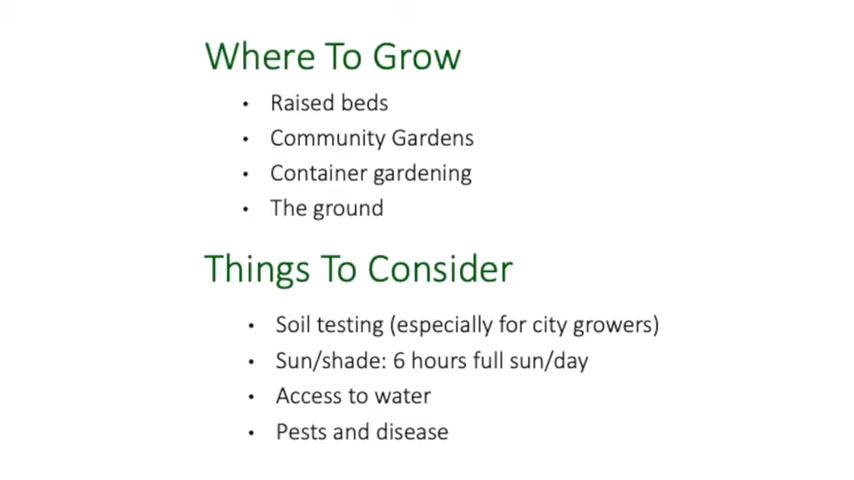 Where To Grow
• Raised beds
• Community Gardens
• Container gardening
• The ground
Things To Consider
• Soil testing (especially for city growers)
• Sun/shade: 6 hours full sun/day
• Access to water
• Pests and disease